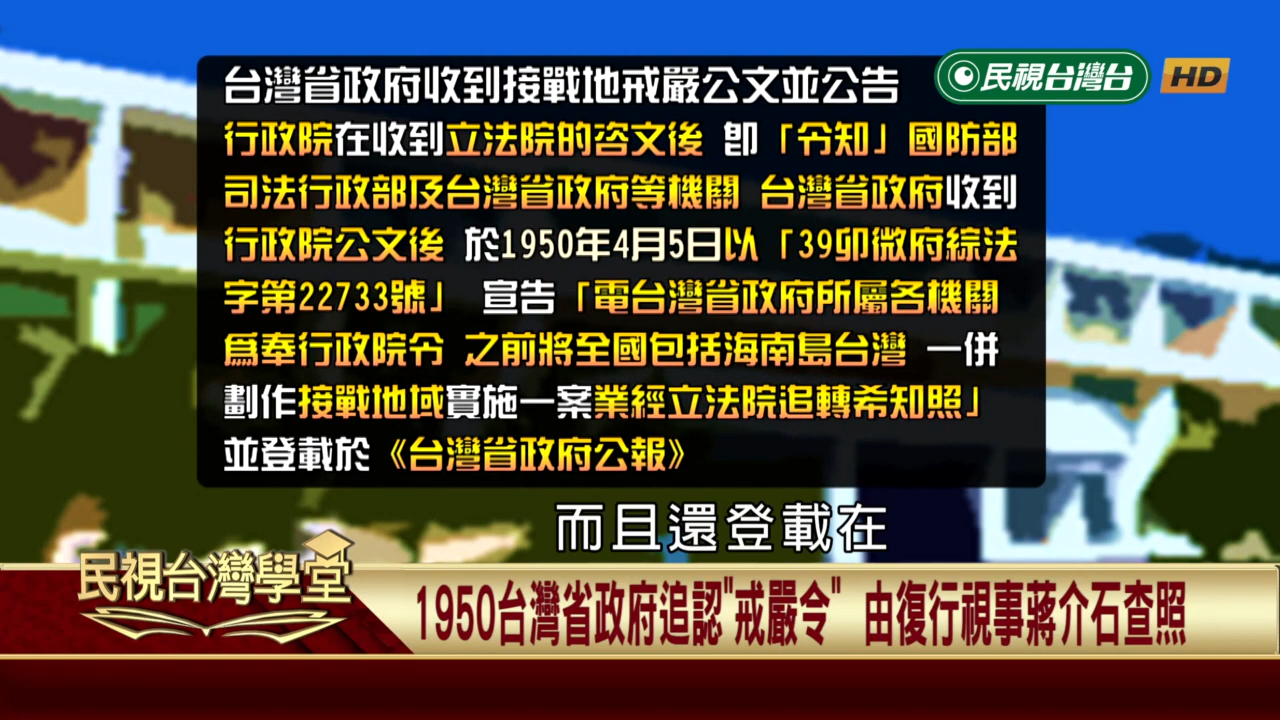 台灣省政府收到接戰地戒嚴公文並公告
民視台灣台
HD
行政院在收到立法院的咨文後 即「令知」國防部
司法行政部及台灣省政府等機關 台灣省政府收到
行政院公文後 於1950年4月5日以「39卯微府綜法
字第22733號」 宣告「電台灣省政府所屬各機關
為奉行政院令 之前將全國包括海南島台灣 一併
劃作接戰地域實施一案業經立法院追轉希知照」
並登載於《台灣省政府公報》
而且還登載在
民視台灣學堂
1950台灣省政府追認"戒嚴令" 由復行視事蔣介石查照